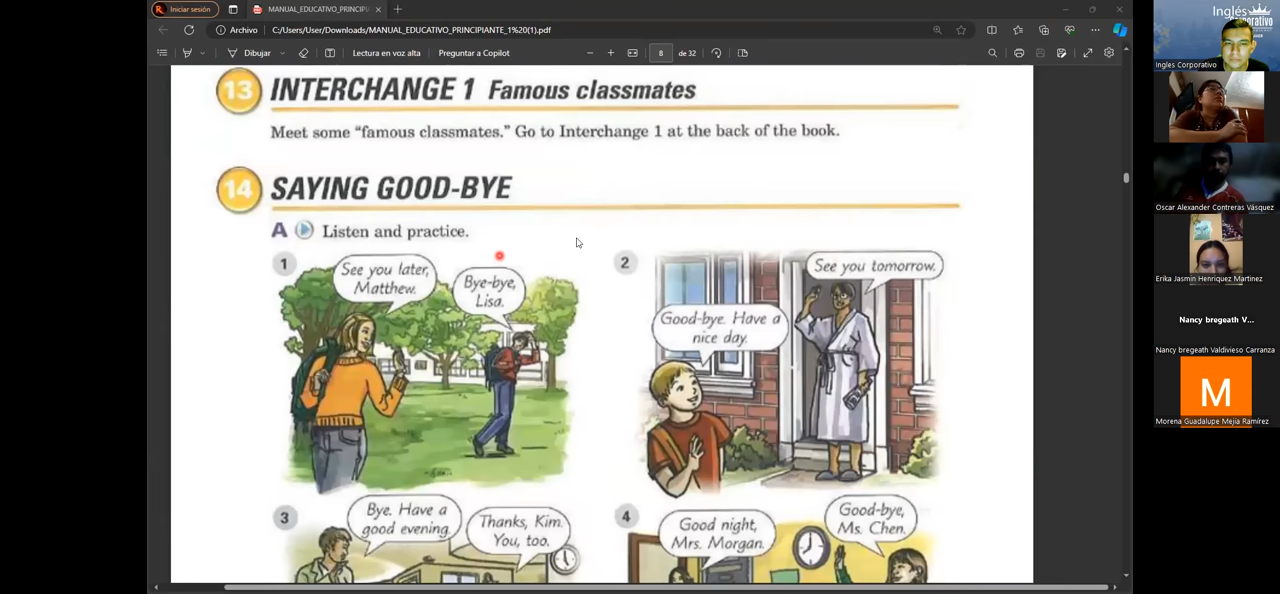 Iniciar sesión
MANUAL_EDUCATIVO_PRINCIPI
Archivo
C:/Users/User/Downloads/MANUAL_EDUCATIVO_PRINCIPIANTE_1%20(1).pdf
Dibujar
Lectura en voz alta
Preguntar a Copilot
8
de 32
13 INTERCHANGE 1 Famous classmates
Meet some “famous classmates.” Go to Interchange 1 at the back of the book.
14 SAYING GOOD-BYE
A Listen and practice.
1
See you later,
Matthew.
Bye-bye,
Lisa.
2
Good-bye. Have a
nice day.
See you tomorrow.
3
Bye. Have a
good evening.
Thanks, Kim.
You, too.
4
Good night,
Mrs. Morgan.
Good-bye,
Ms. Chen.
Inglés
Corporativo
Ingles Corporativo
Oscar Alexander Contreras Vásquez
Erika Jasmin Henriquez Martinez
Nancy bregeath V...
Nancy bregeath Valdivieso Carranza
M
Morena Guadalupe Mejía Ramírez